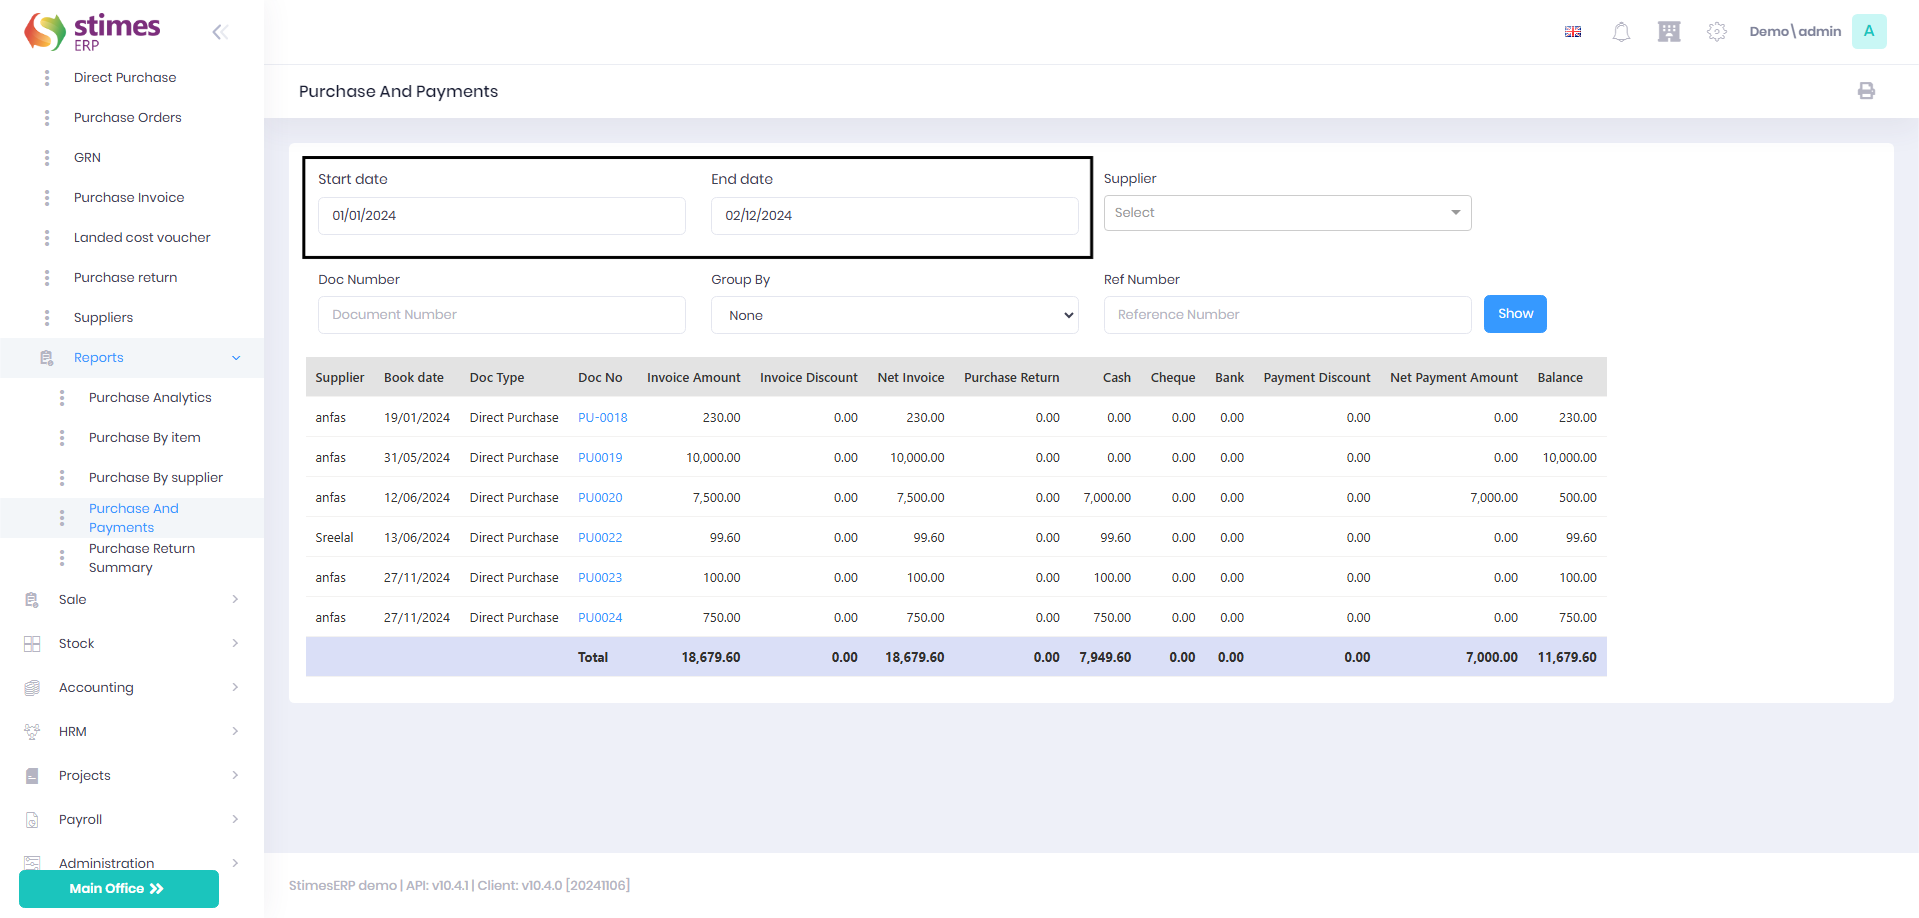 stimes
ERP
Demo\admin
A
Direct Purchase
Purchase Orders
GRN
Purchase Invoice
Landed cost voucher
Purchase return
Suppliers
Reports
Purchase Analytics
Purchase By item
Purchase By supplier
Purchase And
Payments
Purchase Return
Summary
Sale
Stock
Accounting
HRM
Projects
Payroll
Administration
Main Office
Purchase And Payments
Start date
End date
Supplier
01/01/2024
02/12/2024
Select
Doc Number
Group By
Ref Number
Document Number
None
Reference Number
Show
Supplier Book date Doc Type Doc No Invoice Amount Invoice Discount Net Invoice Purchase Return Cash Cheque Bank Payment Discount Net Payment Amount Balance
anfas 19/01/2024 Direct Purchase PU-0018 230.00 0.00 230.00 0.00 0.00 0.00 0.00 0.00 0.00 230.00
anfas 31/05/2024 Direct Purchase PU0019 10,000.00 0.00 10,000.00 0.00 0.00 0.00 0.00 0.00 0.00 10,000.00
anfas 12/06/2024 Direct Purchase PU0020 7,500.00 0.00 7,500.00 0.00 7,000.00 0.00 0.00 0.00 7,000.00 500.00
Sreelal 13/06/2024 Direct Purchase PU0022 99.60 0.00 99.60 0.00 99.60 0.00 0.00 0.00 0.00 99.60
anfas 27/11/2024 Direct Purchase PU0023 100.00 0.00 100.00 0.00 100.00 0.00 0.00 0.00 0.00 100.00
anfas 27/11/2024 Direct Purchase PU0024 750.00 0.00 750.00 0.00 750.00 0.00 0.00 0.00 0.00 750.00
Total 18,679.60 0.00 18,679.60 0.00 7,949.60 0.00 0.00 0.00 7,000.00 11,679.60
StimesERP demo | API: v10.4.1 | Client: v10.4.0 [20241106]